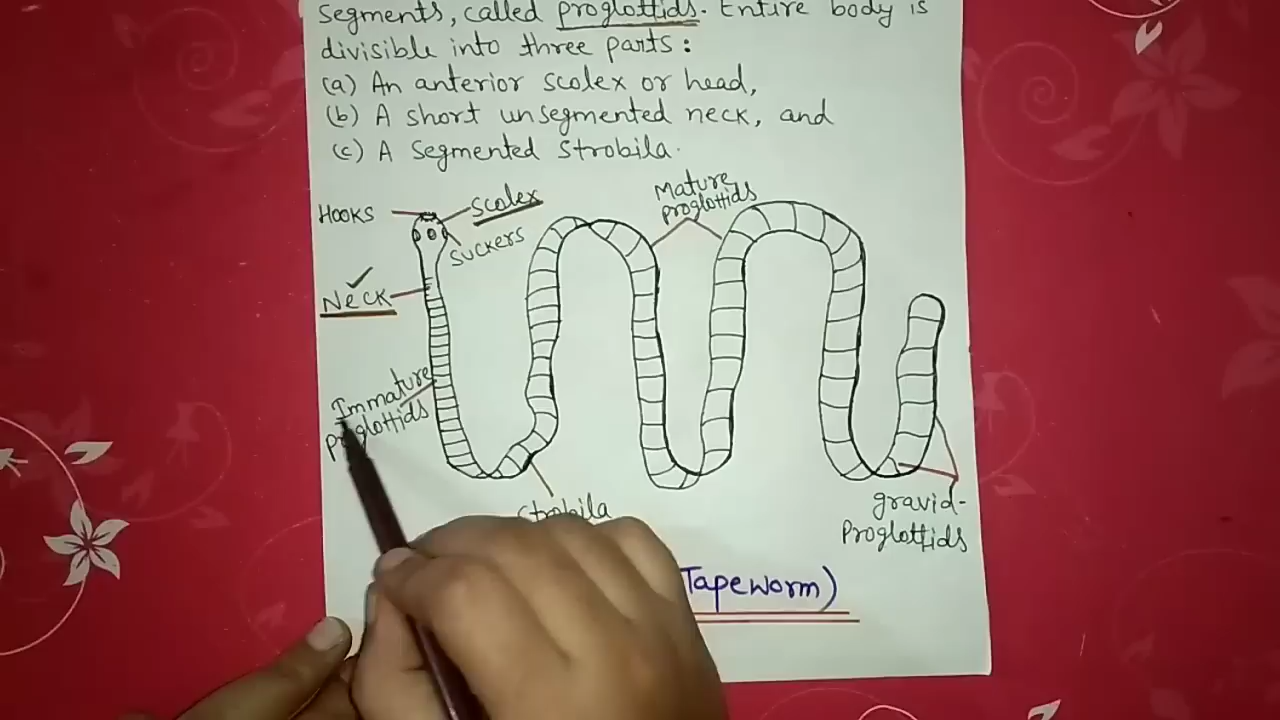 Segments, called proglottids. Entire body is
divisible into three parts:
(a) An anterior scolex or head,
(b) A short unsegmented neck, and
(c) A Segmented Strobila.
Mature
proglottids
Hooks
Scolex
Suckers
Neck
Immature
proglottids
Strobila
gravid-
Proglottids
Tapeworm)